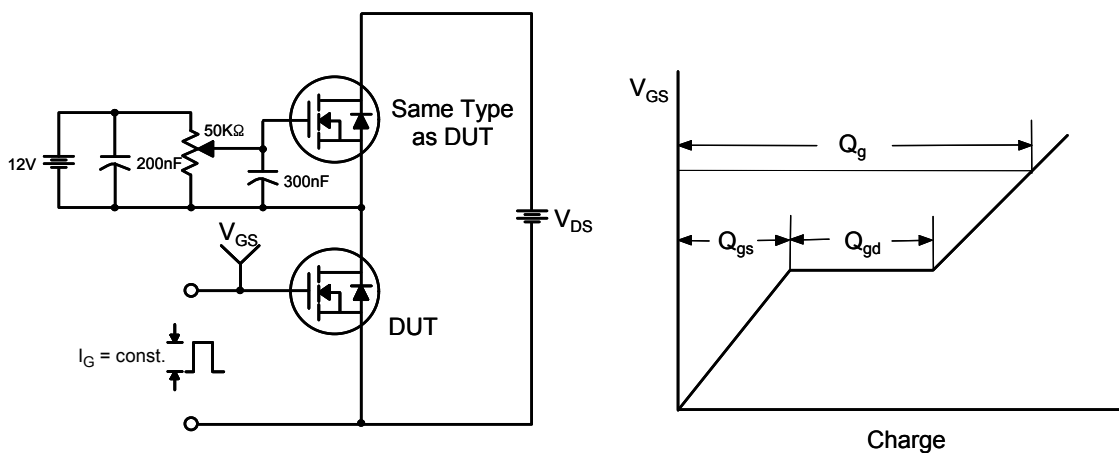 12V
200nF
50KΩ
300nF
Same Type
as DUT
V_DS
V_GS
DUT
I_G = const.
V_GS
Q_g
Q_gs
Q_gd
Charge